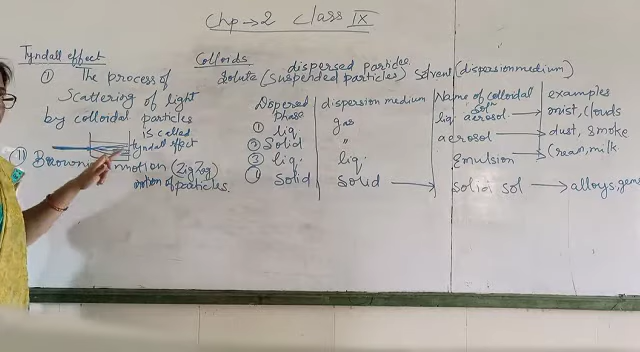 Chp→2 Class IX
Tyndall effect
① The process of
Scattering of light
by colloidal particles
is called
tyndall effect
② Brownian motion (ZigZag
motion of particles
Colloids
dispersed particles
Solute (suspended particles) Solvent (dispersion medium)
Dispersed phase | dispersion medium | Name of colloidal soln | examples
① liq | gas | liq. aerosol → mist, clouds
② Solid | " | aerosol → dust, smoke
③ liq. | liq. | Emulsion → Cream, milk
① Solid | Solid → solid sol → alloys, gems